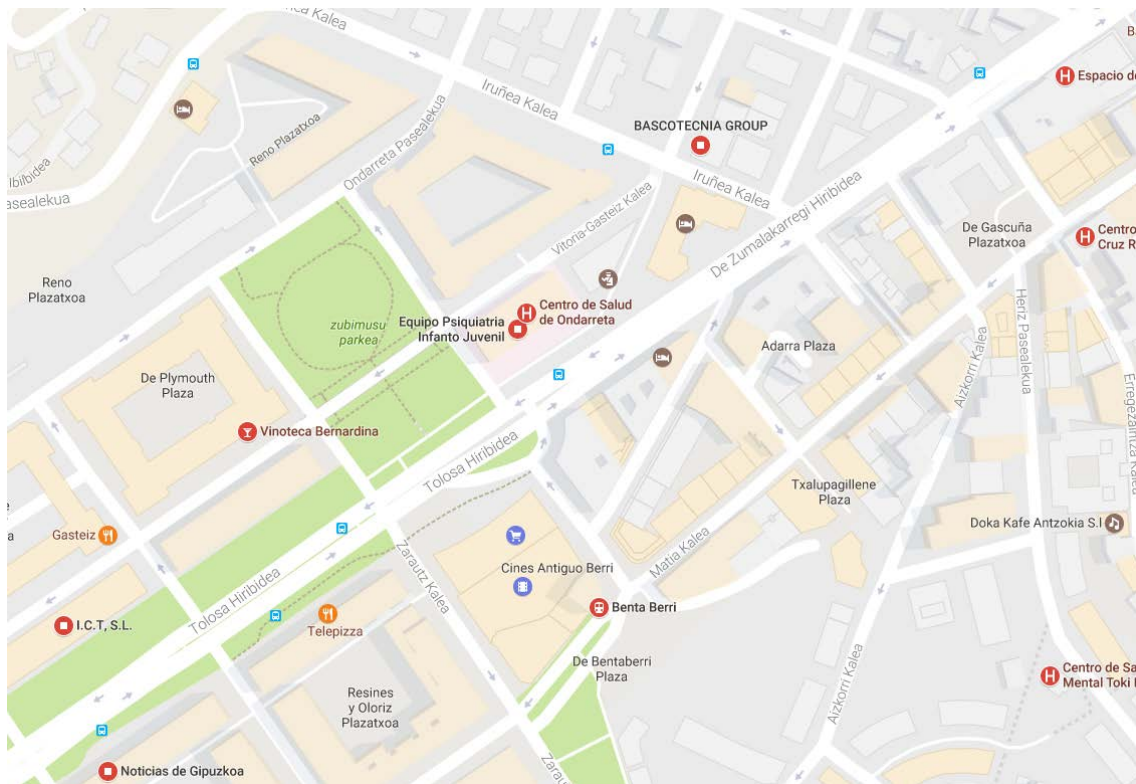 Iruñea Kalea
B
Espacio de
Iruñea Kalea
BASCOTECNIA GROUP
Reno Plazatxoa
Ondarreta Pasealekua
Ibilbidea
Pasealekua
Iruñea Kalea
Vitoria-Gasteiz Kalea
De Zumalakarregi Hiribidea
De Gascuña
Plazatxoa
Centro
Cruz R
Reno
Plazatxoa
Centro de Salud
de Ondarreta
Equipo Psiquiatria
Infanto Juvenil
zubimusu
parkea
Adarra Plaza
Aizkorri Kalea
Heriz Pasealekua
Erregezaintza Kalea
De Plymouth
Plaza
Vinoteca Bernardina
Tolosa Hiribidea
Txalupagillene
Plaza
Doka Kafe Antzokia S.l
Gasteiz
a
Cines Antiguo Berri
Matia Kalea
Zarautz Kalea
Tolosa Hiribidea
Benta Berri
I.C.T, S.L.
Telepizza
De Bentaberri
Plaza
Centro de Sa
Mental Toki
Aizkorri Kalea
Resines
y Oloriz
Plazatxoa
Noticias de Gipuzkoa
Zarautz